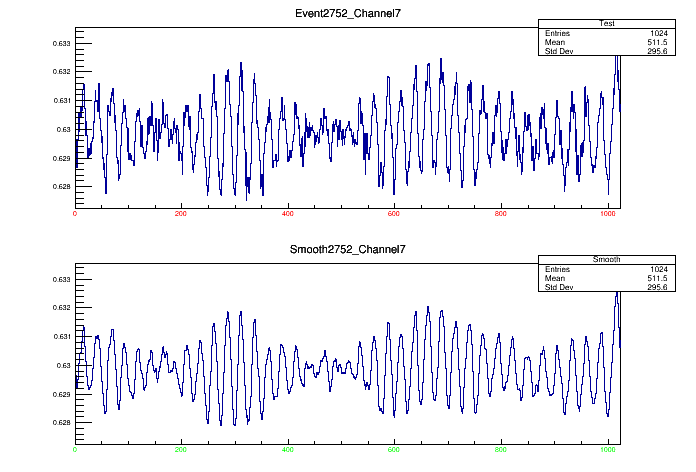 Event2752_Channel7
Test
Entries 1024
Mean 511.5
Std Dev 295.6
0.633
0.632
0.631
0.63
0.629
0.628
0 200 400 600 800 1000
Smooth2752_Channel7
Smooth
Entries 1024
Mean 511.5
Std Dev 295.6
0.633
0.632
0.631
0.63
0.629
0.628
0 200 400 600 800 1000